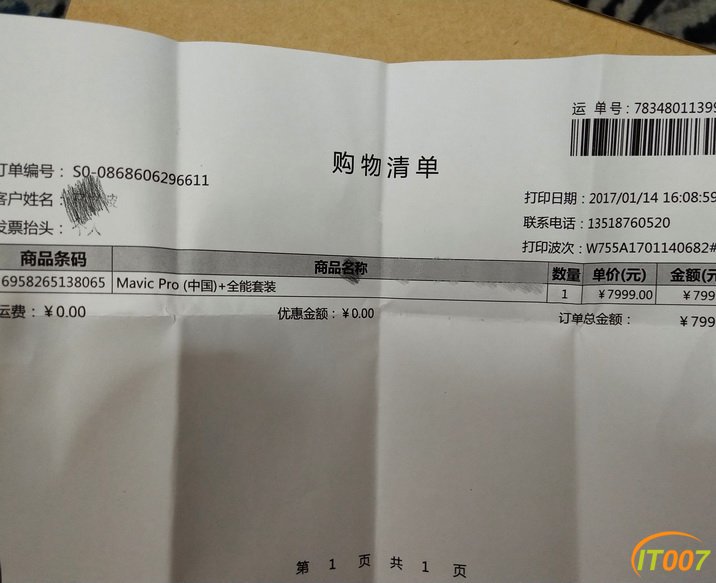 运 单号：7834801139
购物清单
订单编号：S0-0868606296611
打印日期：2017/01/14 16:08:59
客户姓名：
联系电话：13518760520
发票抬头：个人
打印波次：W755A1701140682#
商品条码 商品名称 数量 单价(元) 金额(元
6958265138065 Mavic Pro (中国)+全能套装 1 ￥7999.00 ￥799
运费：￥0.00 优惠金额：￥0.00 订单总金额： ￥799
第 1 页 共 1 页
IT007